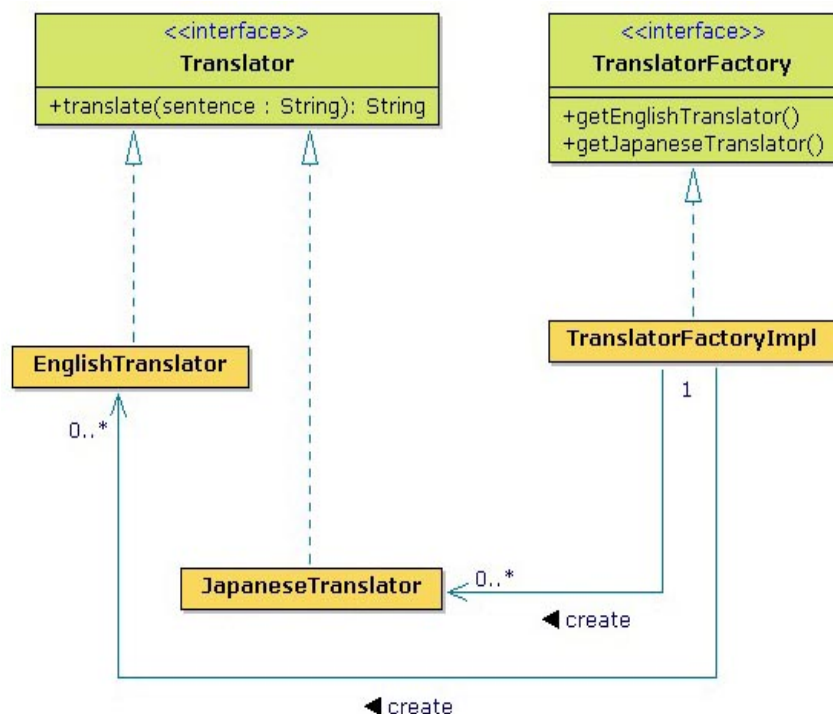 <<interface>>
Translator
+translate(sentence : String): String
<<interface>>
TranslatorFactory
+getEnglishTranslator()
+getJapaneseTranslator()
EnglishTranslator
TranslatorFactoryImpl
0..*
1
JapaneseTranslator
0..*
◀ create
◀ create